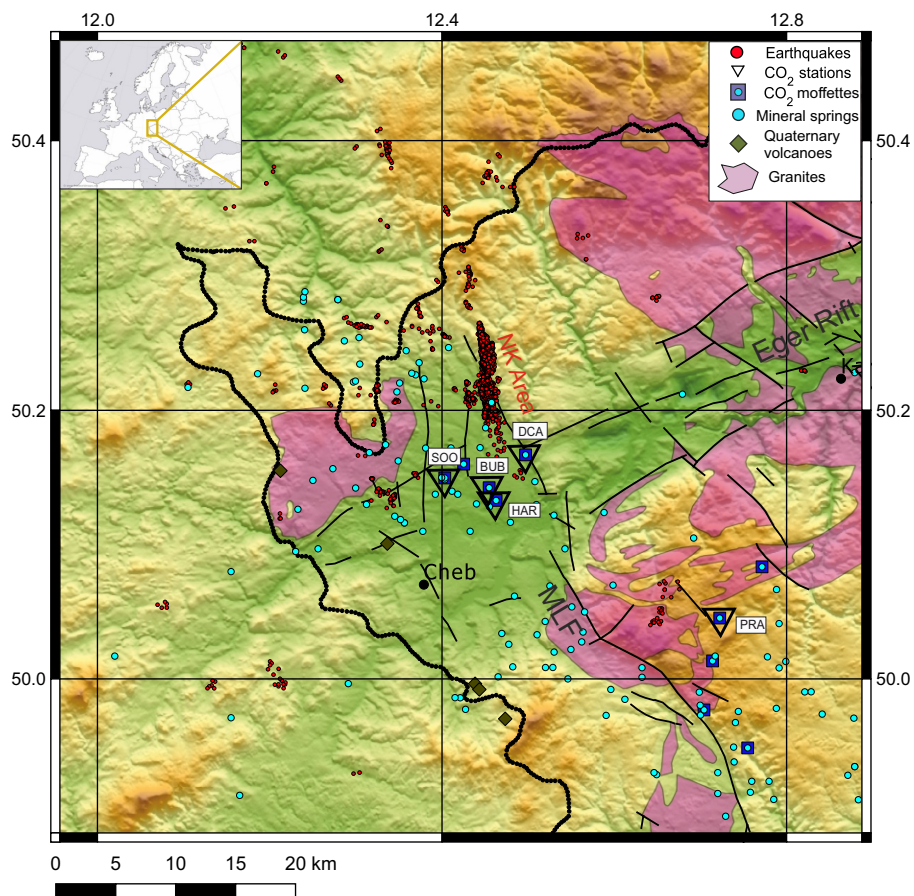 12.0
12.4
12.8
Earthquakes
CO2 stations
CO2 moffettes
Mineral springs
Quaternary
volcanoes
Granites
50.4
50.4
Eger Rift
NK Area
Ka
50.2
50.2
DCA
SOO
BUB
HAR
Cheb
MLF
PRA
50.0
50.0
0
5
10
15
20 km